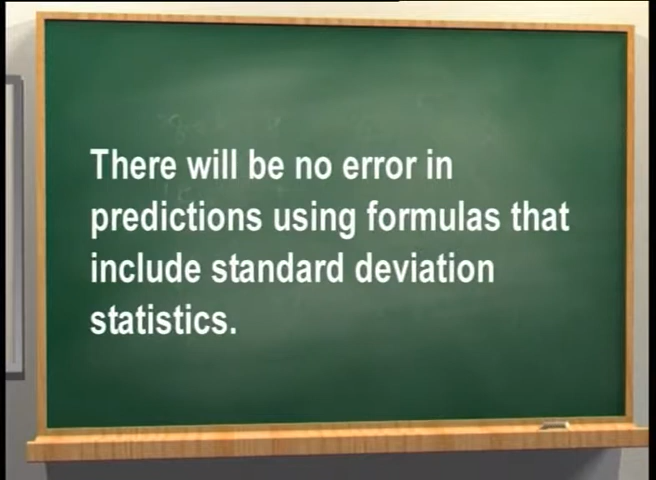 There will be no error in
predictions using formulas that
include standard deviation
statistics.